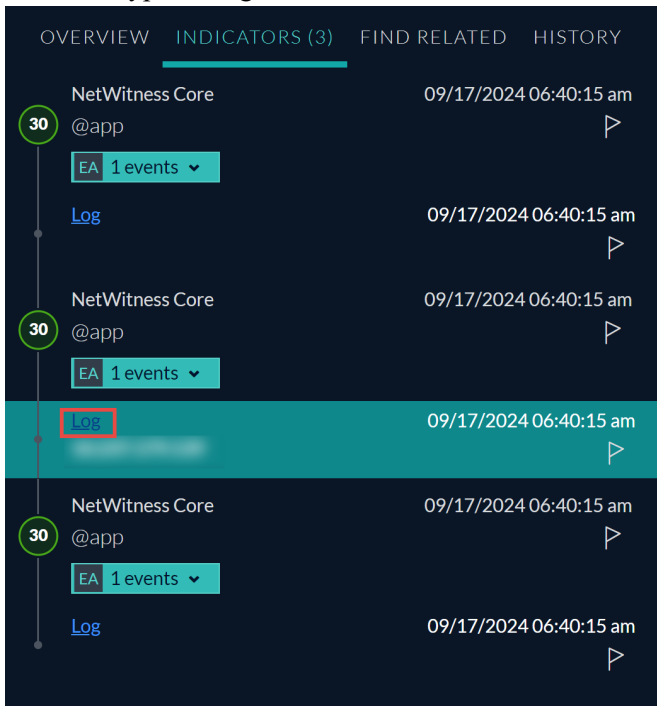 OVERVIEW INDICATORS (3) FIND RELATED HISTORY
NetWitness Core 09/17/2024 06:40:15 am
30 @app
EA 1 events
Log 09/17/2024 06:40:15 am
NetWitness Core 09/17/2024 06:40:15 am
30 @app
EA 1 events
Log 09/17/2024 06:40:15 am
NetWitness Core 09/17/2024 06:40:15 am
30 @app
EA 1 events
Log 09/17/2024 06:40:15 am